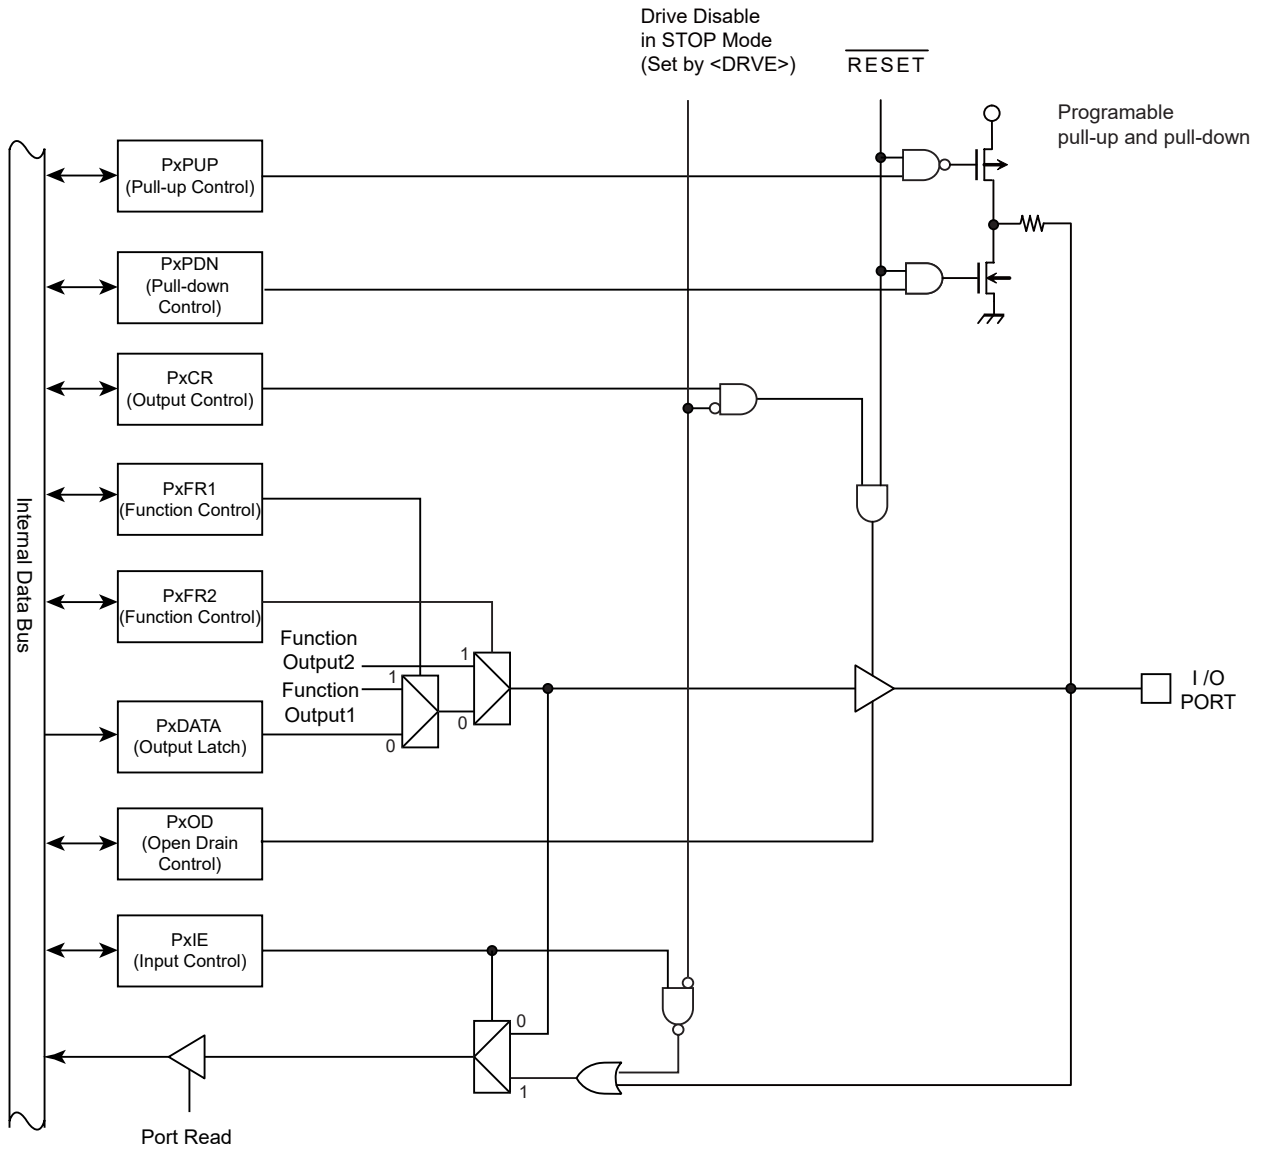 Drive Disable
in STOP Mode
(Set by <DRVE>)
RESET
Programable
pull-up and pull-down
PxPUP
(Pull-up Control)
PxPDN
(Pull-down
Control)
PxCR
(Output Control)
PxFR1
(Function Control)
Internal Data Bus
PxFR2
(Function Control)
Function
Output2
1
Function
Output1
1
0
0
I /O
PORT
PxDATA
(Output Latch)
PxOD
(Open Drain
Control)
PxIE
(Input Control)
0
1
Port Read